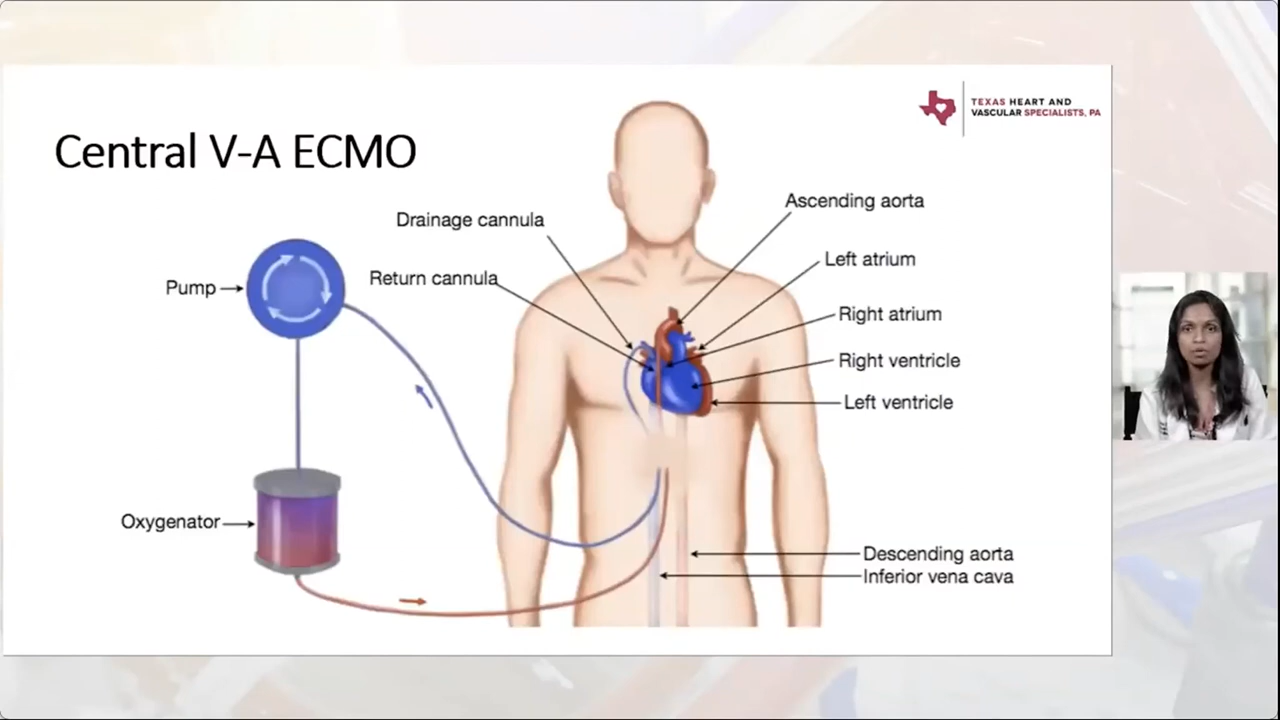 TEXAS HEART AND
VASCULAR SPECIALISTS, PA
Central V-A ECMO
Drainage cannula
Ascending aorta
Return cannula
Left atrium
Pump
Right atrium
Right ventricle
Left ventricle
Oxygenator
Descending aorta
Inferior vena cava